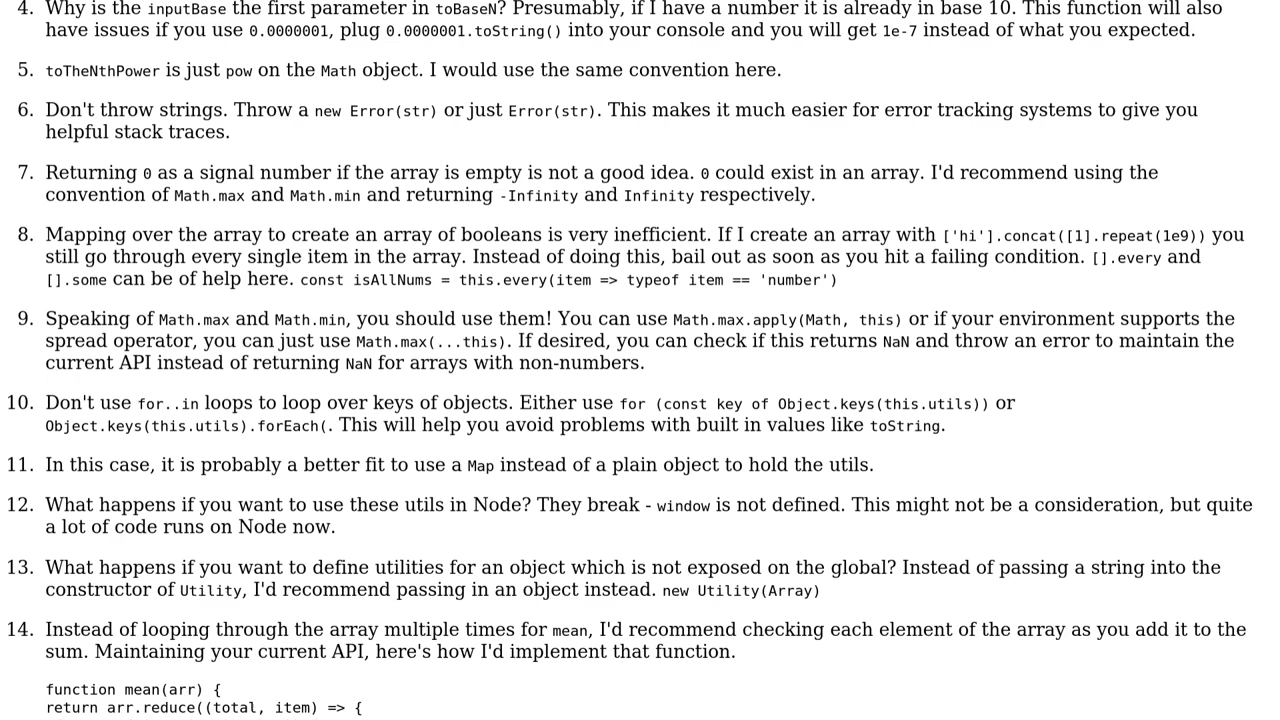 4. Why is the inputBase the first parameter in toBaseN? Presumably, if I have a number it is already in base 10. This function will also
have issues if you use 0.0000001, plug 0.0000001.toString() into your console and you will get 1e-7 instead of what you expected.
5. toTheNthPower is just pow on the Math object. I would use the same convention here.
6. Don't throw strings. Throw a new Error(str) or just Error(str). This makes it much easier for error tracking systems to give you
helpful stack traces.
7. Returning 0 as a signal number if the array is empty is not a good idea. 0 could exist in an array. I'd recommend using the
convention of Math.max and Math.min and returning -Infinity and Infinity respectively.
8. Mapping over the array to create an array of booleans is very inefficient. If I create an array with ['hi'].concat([1].repeat(1e9)) you
still go through every single item in the array. Instead of doing this, bail out as soon as you hit a failing condition. [].every and
[].some can be of help here. const isAllNums = this.every(item => typeof item == 'number')
9. Speaking of Math.max and Math.min, you should use them! You can use Math.max.apply(Math, this) or if your environment supports the
spread operator, you can just use Math.max(...this). If desired, you can check if this returns NaN and throw an error to maintain the
current API instead of returning NaN for arrays with non-numbers.
10. Don't use for..in loops to loop over keys of objects. Either use for (const key of Object.keys(this.utils)) or
Object.keys(this.utils).forEach(. This will help you avoid problems with built in values like toString.
11. In this case, it is probably a better fit to use a Map instead of a plain object to hold the utils.
12. What happens if you want to use these utils in Node? They break - window is not defined. This might not be a consideration, but quite
a lot of code runs on Node now.
13. What happens if you want to define utilities for an object which is not exposed on the global? Instead of passing a string into the
constructor of Utility, I'd recommend passing in an object instead. new Utility(Array)
14. Instead of looping through the array multiple times for mean, I'd recommend checking each element of the array as you add it to the
sum. Maintaining your current API, here's how I'd implement that function.
function mean(arr) {
return arr.reduce((total, item) => {